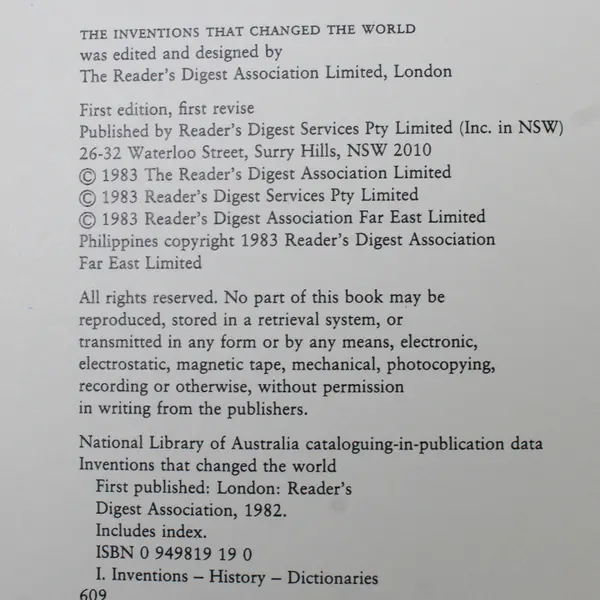 THE INVENTIONS THAT CHANGED THE WORLD
was edited and designed by
The Reader's Digest Association Limited, London
First edition, first revise
Published by Reader's Digest Services Pty Limited (Inc. in NSW)
26-32 Waterloo Street, Surry Hills, NSW 2010
© 1983 The Reader's Digest Association Limited
© 1983 Reader's Digest Services Pty Limited
© 1983 Reader's Digest Association Far East Limited
Philippines copyright 1983 Reader's Digest Association
Far East Limited
All rights reserved. No part of this book may be
reproduced, stored in a retrieval system, or
transmitted in any form or by any means, electronic,
electrostatic, magnetic tape, mechanical, photocopying,
recording or otherwise, without permission
in writing from the publishers.
National Library of Australia cataloguing-in-publication data
Inventions that changed the world
First published: London: Reader's
Digest Association, 1982.
Includes index.
ISBN 0 949819 19 0
I. Inventions – History – Dictionaries
609